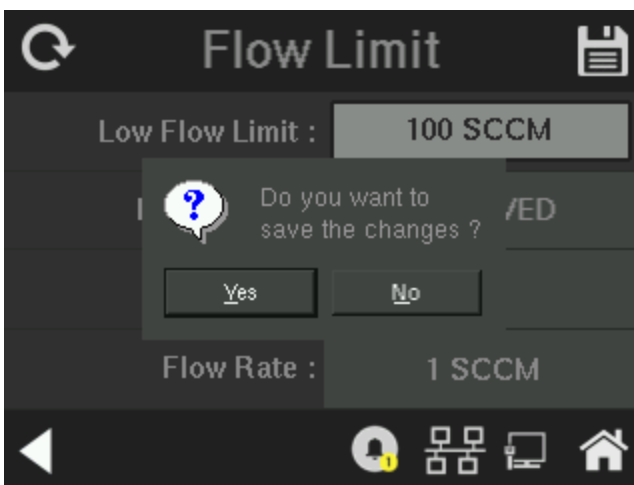 Flow Limit
Low Flow Limit : 100 SCCM
Do you want to
save the changes ?
Yes No
Flow Rate : 1 SCCM
1